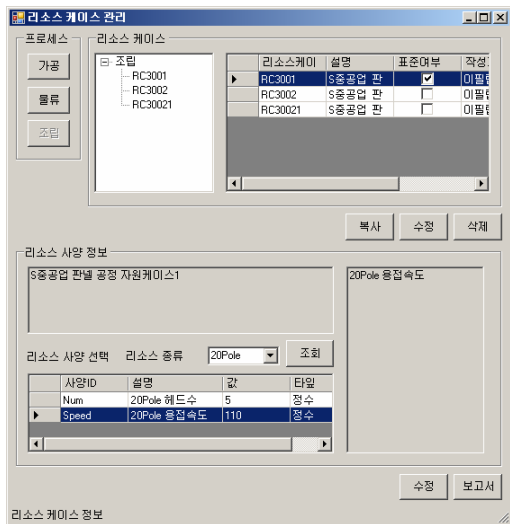 리소스 케이스 관리
프로세스
가공
물류
조립
리소스 케이스
조립
RC3001
RC3002
RC30021
리소스케이 설명 표준여부 작성
RC3001 S중공업 판 이필립
RC3002 S중공업 판 이필립
RC30021 S중공업 판 이필립
복사 수정 삭제
리소스 사양 정보
S중공업 판넬 공정 자원케이스1
20Pole 용접속도
리소스 사양 선택 리소스 종류 20Pole 조회
사양ID 설명 값 타입
Num 20Pole 헤드수 5 정수
Speed 20Pole 용접속도 110 정수
수정 보고서
리소스 케이스 정보